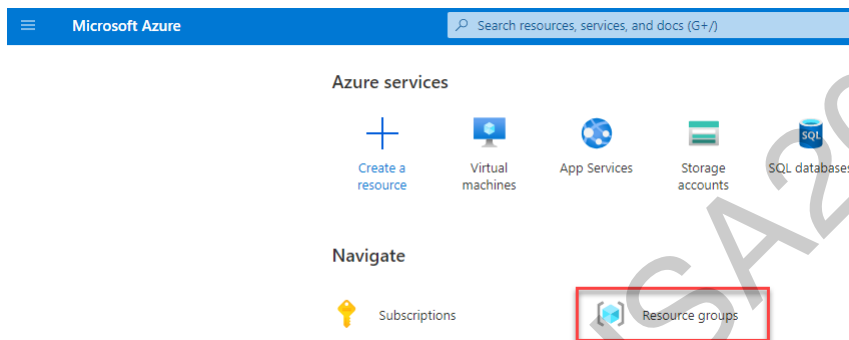 Microsoft Azure
Search resources, services, and docs (G+/)
Azure services
Create a
resource
Virtual
machines
App Services
Storage
accounts
SQL
SQL databases
Navigate
Subscriptions
Resource groups